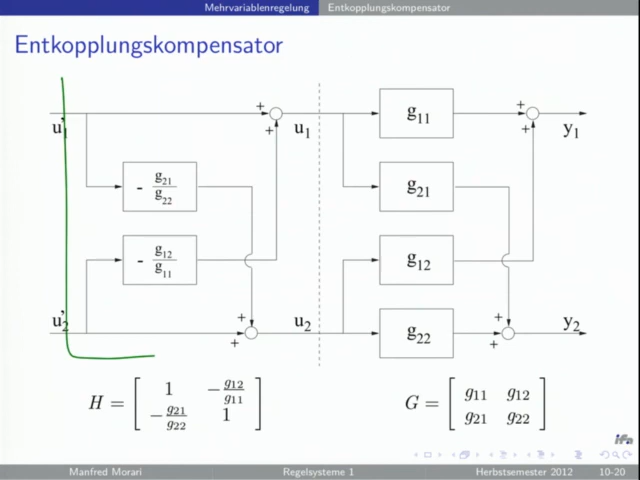 Mehrvariablenregelung Entkopplungskompensator
Entkopplungskompensator
+ +
u'1 + u1 g11 + y1
- g21/g22 g21
- g12/g11 g12
u'2 + u2 g22 + y2
+ +
H = [ 1 -g12/g11
-g21/g22 1 ]
G = [ g11 g12
g21 g22 ]
ifa
Manfred Morari Regelsysteme 1 Herbstsemester 2012 10-20